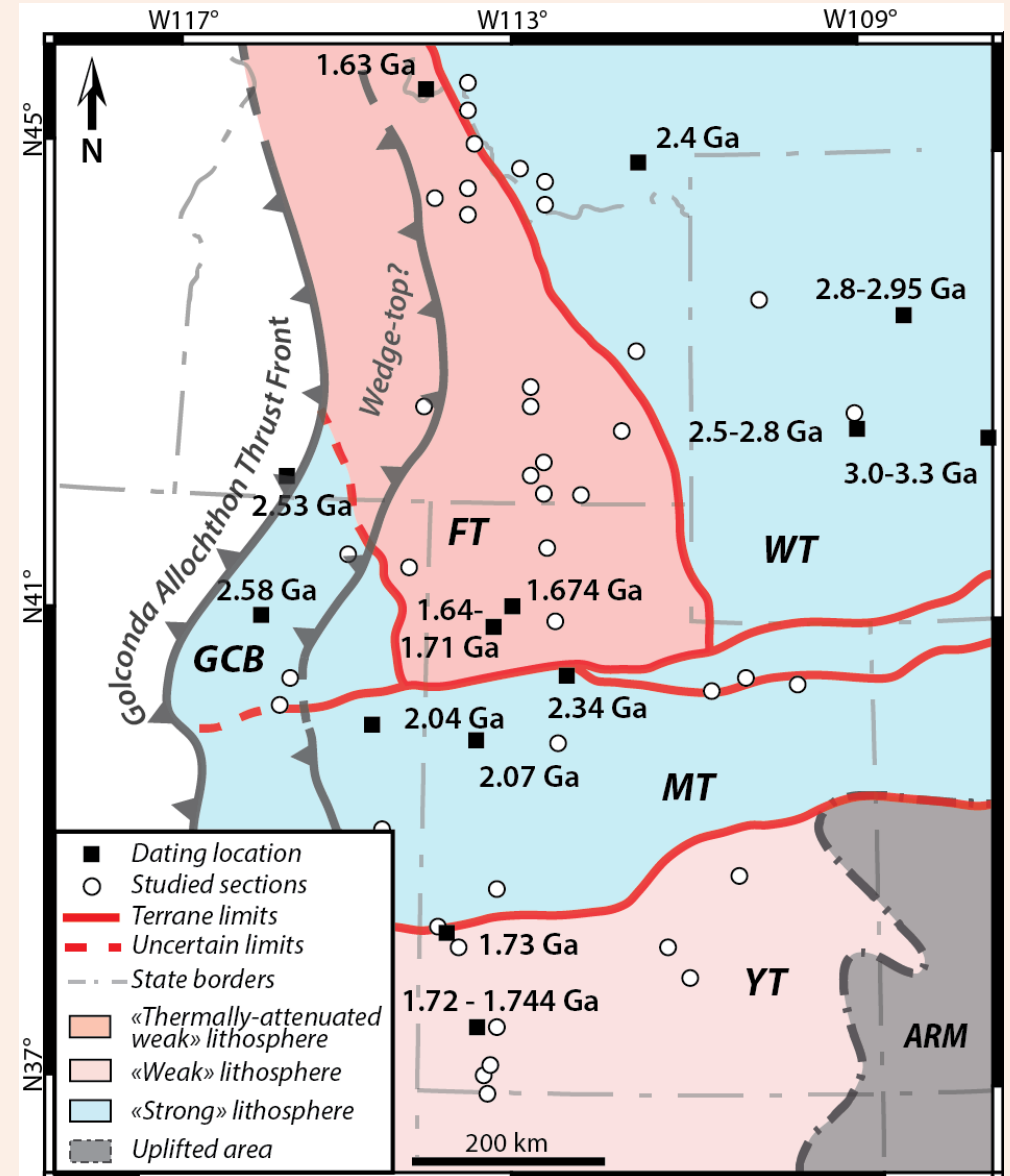 W117°
W113°
W109°
N45°
N41°
N37°
N
1.63 Ga
2.4 Ga
2.8-2.95 Ga
Wedge-top?
Golconda Allochthon Thrust Front
2.5-2.8 Ga
3.0-3.3 Ga
2.53 Ga
FT
WT
2.58 Ga
1.674 Ga
1.64-
1.71 Ga
GCB
2.04 Ga
2.34 Ga
2.07 Ga
MT
1.73 Ga
1.72 - 1.744 Ga
YT
ARM
Dating location
Studied sections
Terrane limits
Uncertain limits
State borders
«Thermally-attenuated
weak» lithosphere
«Weak» lithosphere
«Strong» lithosphere
Uplifted area
200 km